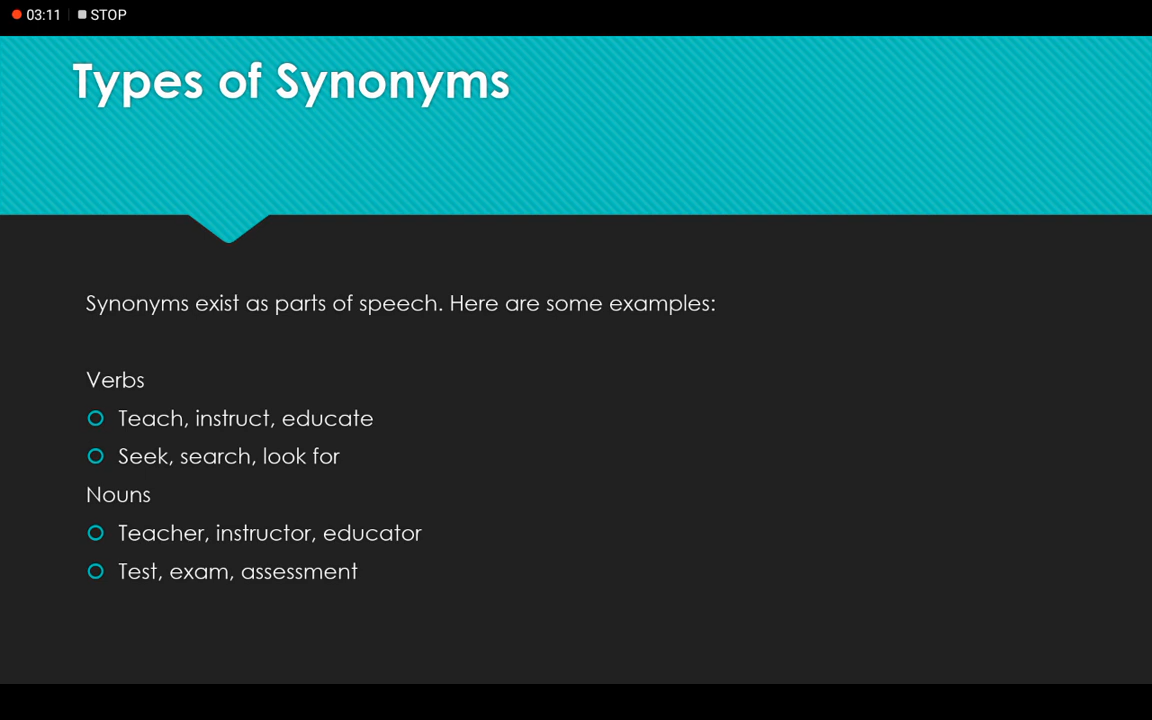 03:11 STOP
Types of Synonyms
Synonyms exist as parts of speech. Here are some examples:
Verbs
Teach, instruct, educate
Seek, search, look for
Nouns
Teacher, instructor, educator
Test, exam, assessment